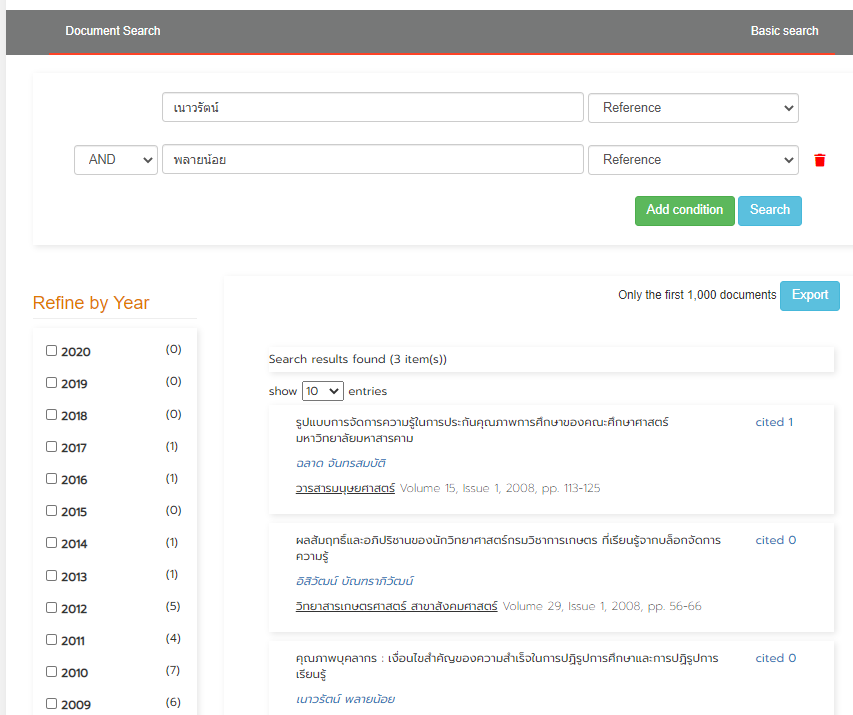 Document Search Basic search
เนาวรัตน์ Reference
AND พลายน้อย Reference
Add condition Search
Refine by Year
2020 (0)
2019 (0)
2018 (0)
2017 (1)
2016 (1)
2015 (0)
2014 (1)
2013 (1)
2012 (5)
2011 (4)
2010 (7)
2009 (6)
Only the first 1,000 documents Export
Search results found (3 item(s))
show 10 entries
รูปแบบการจัดการความรู้ในการประกันคุณภาพการศึกษาของคณะศึกษาศาสตร์ cited 1
มหาวิทยาลัยมหาสารคาม
ฉลาด จันทรสมบัติ
วารสารมนุษยศาสตร์ Volume 15, Issue 1, 2008, pp. 113-125
ผลสัมฤทธิ์และอภิปริชานของนักวิทยาศาสตร์กรมวิชาการเกษตร ที่เรียนรู้จากบล็อกจัดการ cited 0
ความรู้
อิสิวัฒน์ บัณฑราภิวัฒน์
วิทยาสารเกษตรศาสตร์ สาขาสังคมศาสตร์ Volume 29, Issue 1, 2008, pp. 56-66
คุณภาพบุคลากร : เงื่อนไขสำคัญของความสำเร็จในการปฏิรูปการศึกษาและการปฏิรูปการ cited 0
เรียนรู้
เนาวรัตน์ พลายน้อย